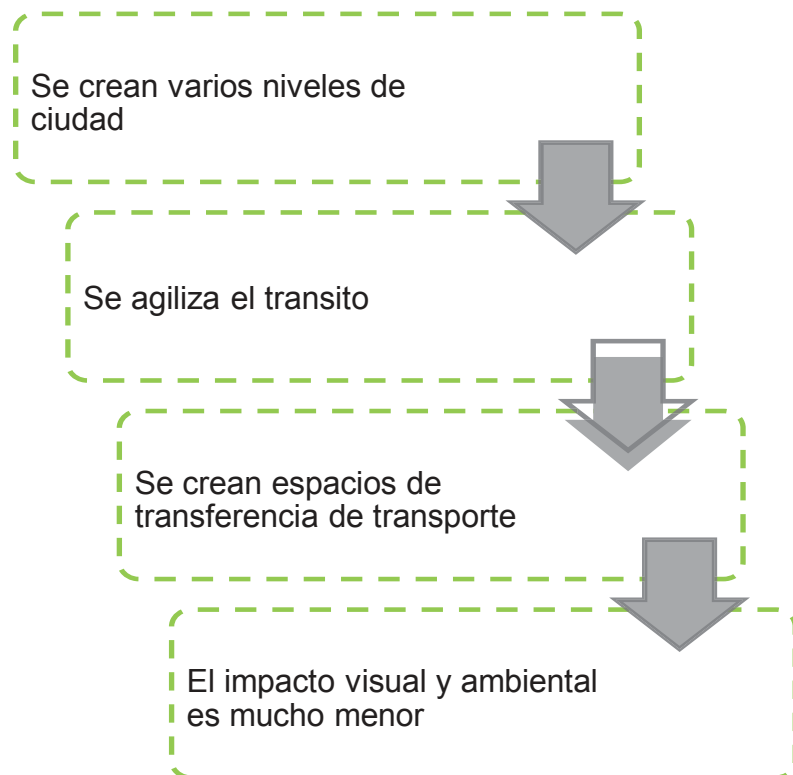 Se crean varios niveles de
ciudad
Se agiliza el transito
Se crean espacios de
transferencia de transporte
El impacto visual y ambiental
es mucho menor